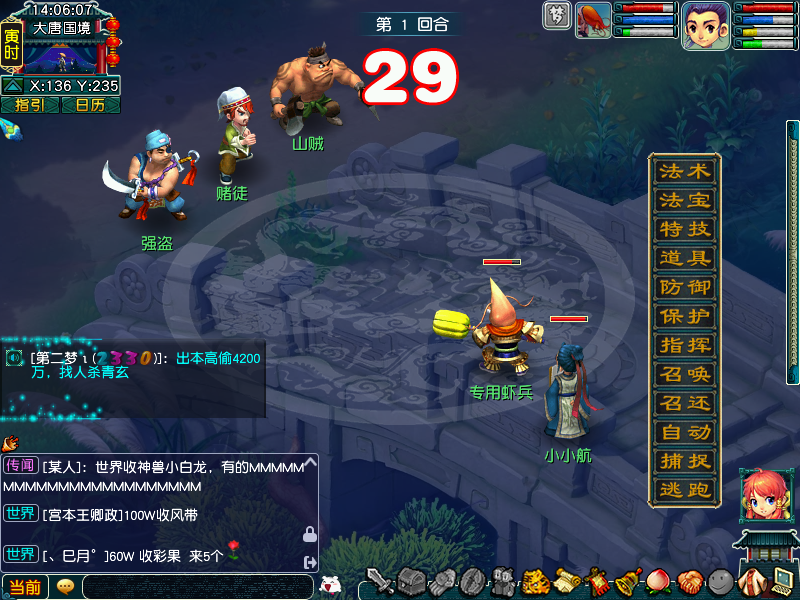 14:06:07
大唐国境
寅时
X:136 Y:235
指引 日历
第 1 回合
29
梦
山贼
赌徒
强盗
专用虾兵
小小航
法术
法宝
特技
道具
防御
保护
指挥
召唤
召还
自动
捕捉
逃跑
2330)]: 出本高偷4200
万，找人杀青玄
传闻 [某人]：世界收神兽小白龙，有的MMMMM
MMMMMMMMMMMMMMMMMM
世界 [宫本王卿政]100W收风带
世界 [、巳月°]60W 收彩果 来5个
当前